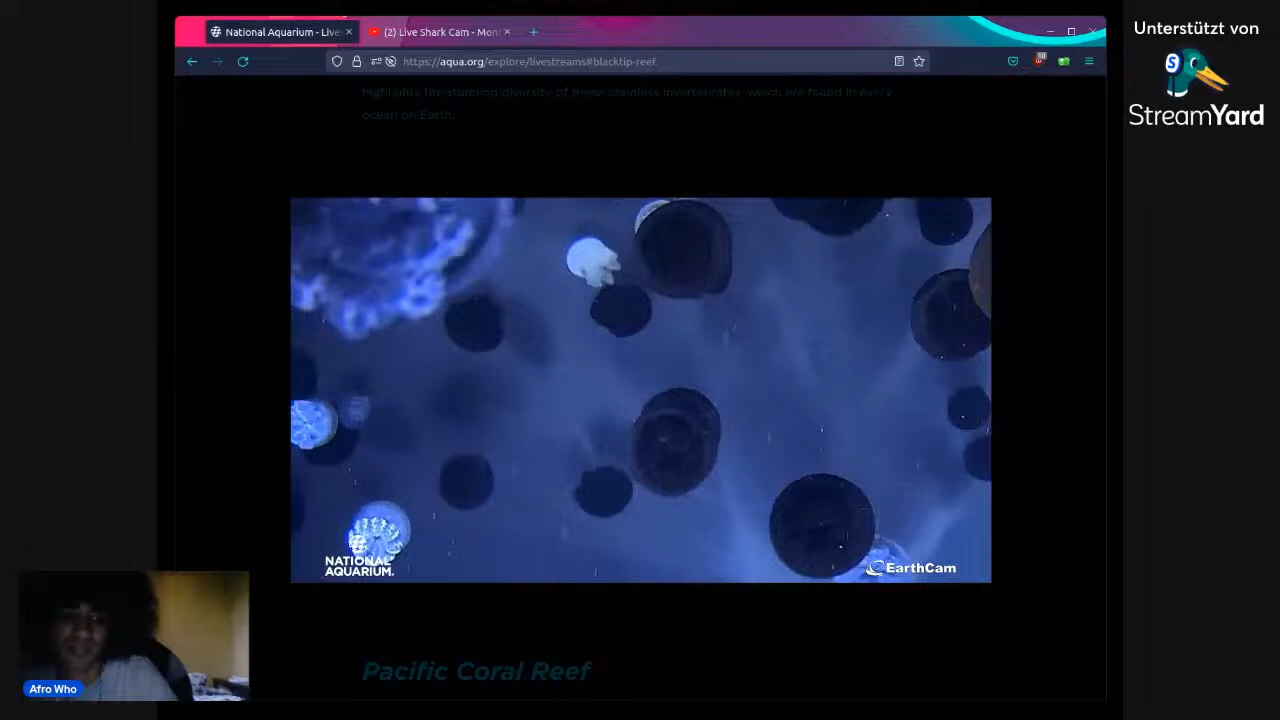 National Aquarium - Live
(2) Live Shark Cam - Mon
Unterstützt von
S
StreamYard
https://aqua.org/explore/livestreams#blacktip-reef
highlights the stunning diversity of these brainless invertebrates, which are found in every
ocean on Earth.
NATIONAL
AQUARIUM.
EarthCam
Pacific Coral Reef
Afro Who